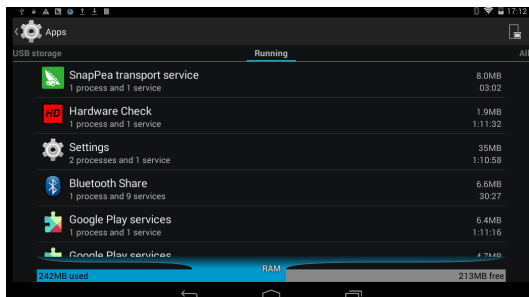 17:12
Apps
USB storage
Running
All
SnapPea transport service
8.0MB
1 process and 1 service
03:02
HD
Hardware Check
1.9MB
1 process and 1 service
1:11:32
Settings
35MB
2 processes and 1 service
1:10:58
Bluetooth Share
6.6MB
1 process and 9 services
30:27
Google Play services
6.4MB
1 process and 1 service
1:11:16
Google Play services
4.7MB
RAM
242MB used
213MB free